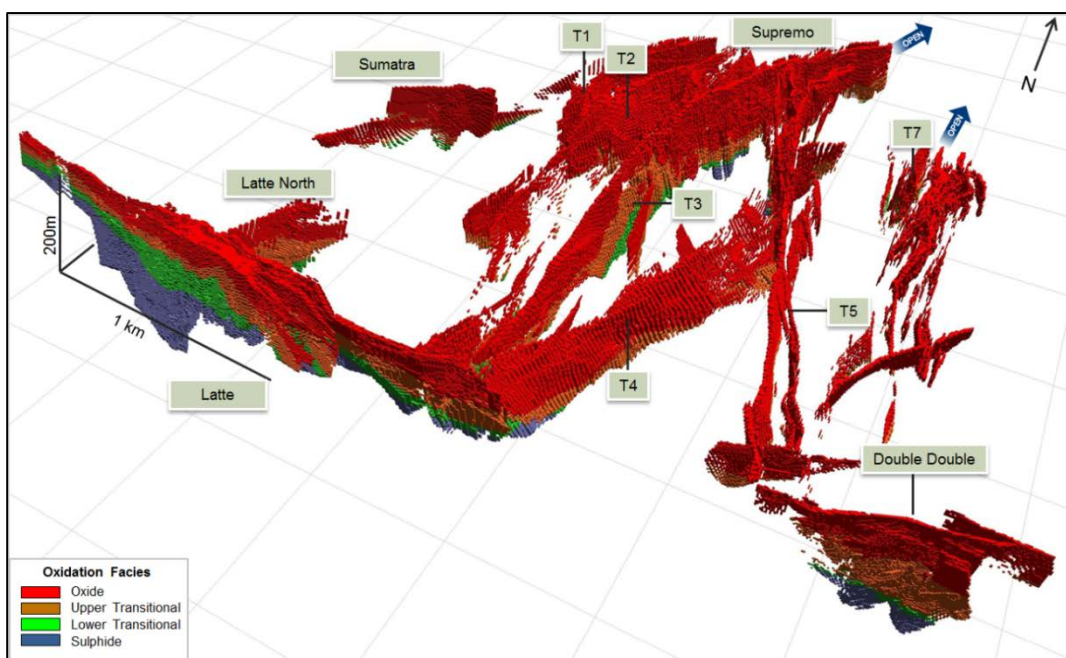 T1
Supremo
OPEN
N
Sumatra
T2
T7
OPEN
Latte North
T3
200m
1 km
T5
Latte
T4
Double Double
Oxidation Facies
Oxide
Upper Transitional
Lower Transitional
Sulphide